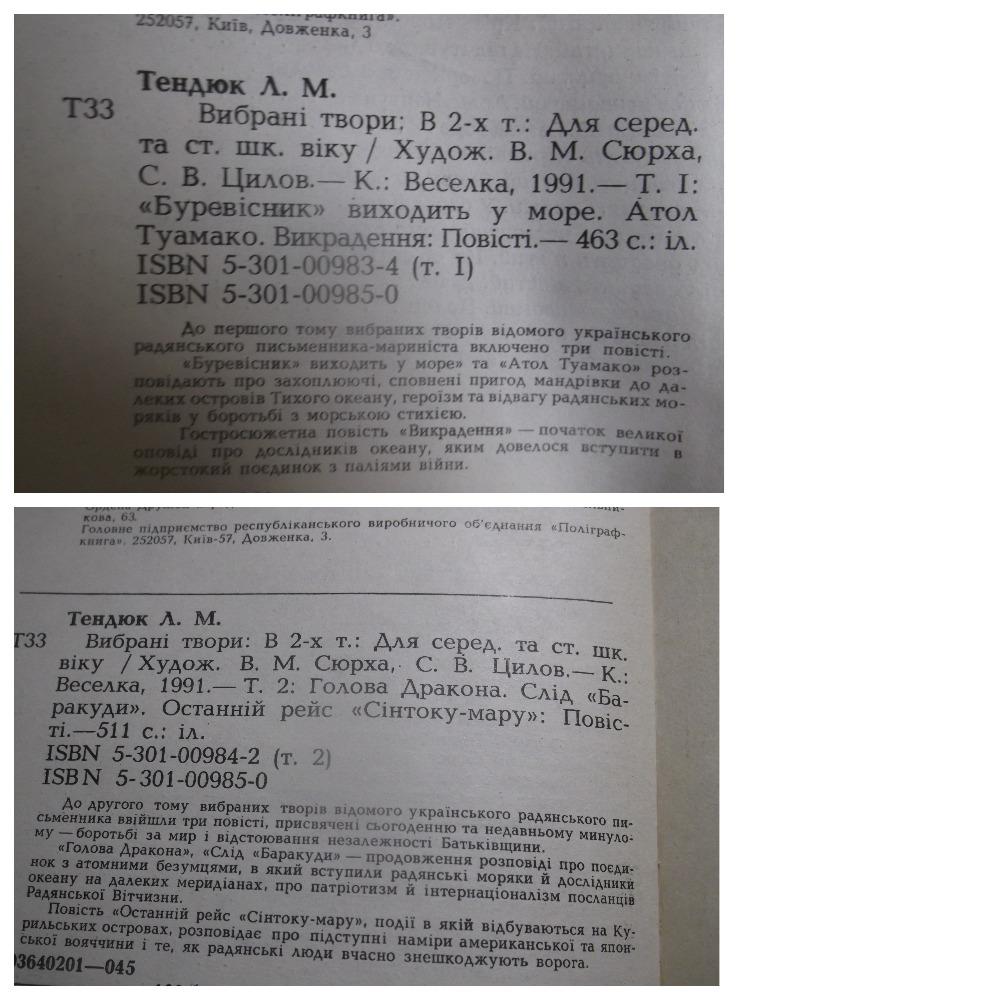 252057, Київ, Довженка, 3
Тендюк Л. М.
Т33
Вибрані твори: В 2-х т.: Для серед.
та ст. шк. віку / Худож. В. М. Сюрха,
С. В. Цилов.— К.: Веселка, 1991.— Т. I:
«Буревісник» виходить у море. Атол
Туамако. Викрадення: Повісті.— 463 с.: іл.
ISBN 5-301-00983-4 (т. I)
ISBN 5-301-00985-0
До першого тому вибраних творів відомого українського
радянського письменника-мариніста включено три повісті.
«Буревісник» виходить у море» та «Атол Туамако» роз-
повідають про захоплюючі, сповнені пригод мандрівки до да-
леких островів Тихого океану, героїзм та відвагу радянських мо-
ряків у боротьбі з морською стихією.
Гостросюжетна повість «Викрадення» — початок великої
оповіді про дослідників океану, яким довелося вступити в
жорстокий поєдинок з паліями війни.
кова, 63.
Головне підприємство республіканського виробничого об'єднання «Поліграф-
книга». 252057, Київ-57, Довженка, 3.
Тендюк Л. М.
Т33 Вибрані твори: В 2-х т.: Для серед. та ст. шк.
віку / Худож. В. М. Сюрха, С. В. Цилов.— К.:
Веселка, 1991.— Т. 2: Голова Дракона. Слід «Ба-
ракуди». Останній рейс «Сінтоку-мару»: Повіс-
ті.—511 с.: іл.
ISBN 5-301-00984-2 (т. 2)
ISBN 5-301-00985-0
До другого тому вибраних творів відомого українського радянського пи-
сьменника ввійшли три повісті, присвячені сьогоденню та недавньому минуло-
му — боротьбі за мир і відстоювання незалежності Батьківщини.
«Голова Дракона», «Слід «Баракуди» — продовження розповіді про поєди-
нок з атомними безумцями, в який вступили радянські моряки й дослідники
океану на далеких меридіанах, про патріотизм й інтернаціоналізм посланців
Радянської Вітчизни.
Повість «Останній рейс «Сінтоку-мару», події в якій відбуваються на Ку-
рильських островах, розповідає про підступні наміри американської та япон-
ської вояччини і те, як радянські люди вчасно знешкоджують ворога.
3640201—045